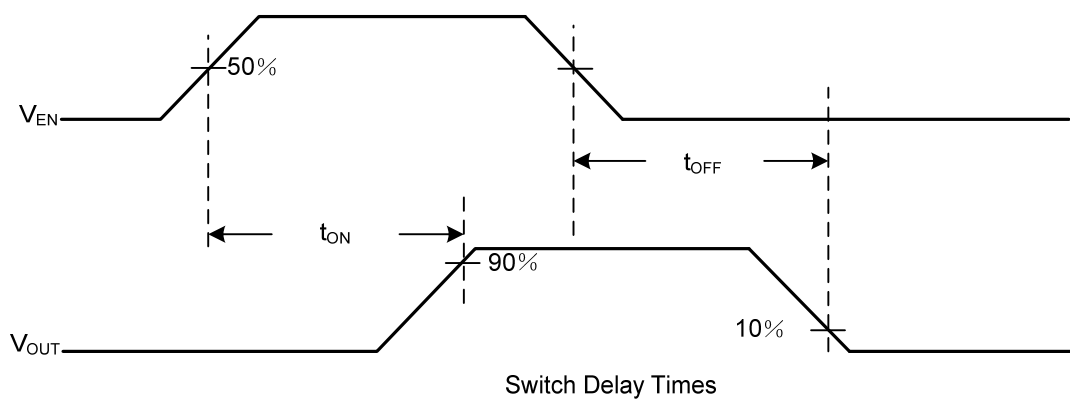 50%
VEN
tOFF
tON
90%
VOUT
10%
Switch Delay Times